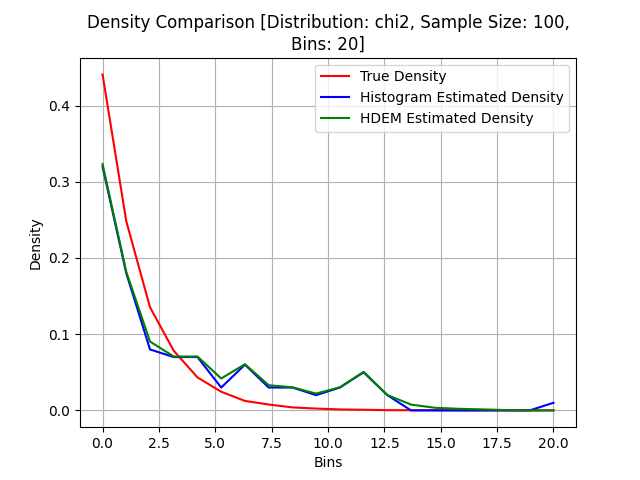 Density Comparison [Distribution: chi2, Sample Size: 100,
Bins: 20]
True Density
Histogram Estimated Density
HDEM Estimated Density
Density
0.4
0.3
0.2
0.1
0.0
0.0 2.5 5.0 7.5 10.0 12.5 15.0 17.5 20.0
Bins